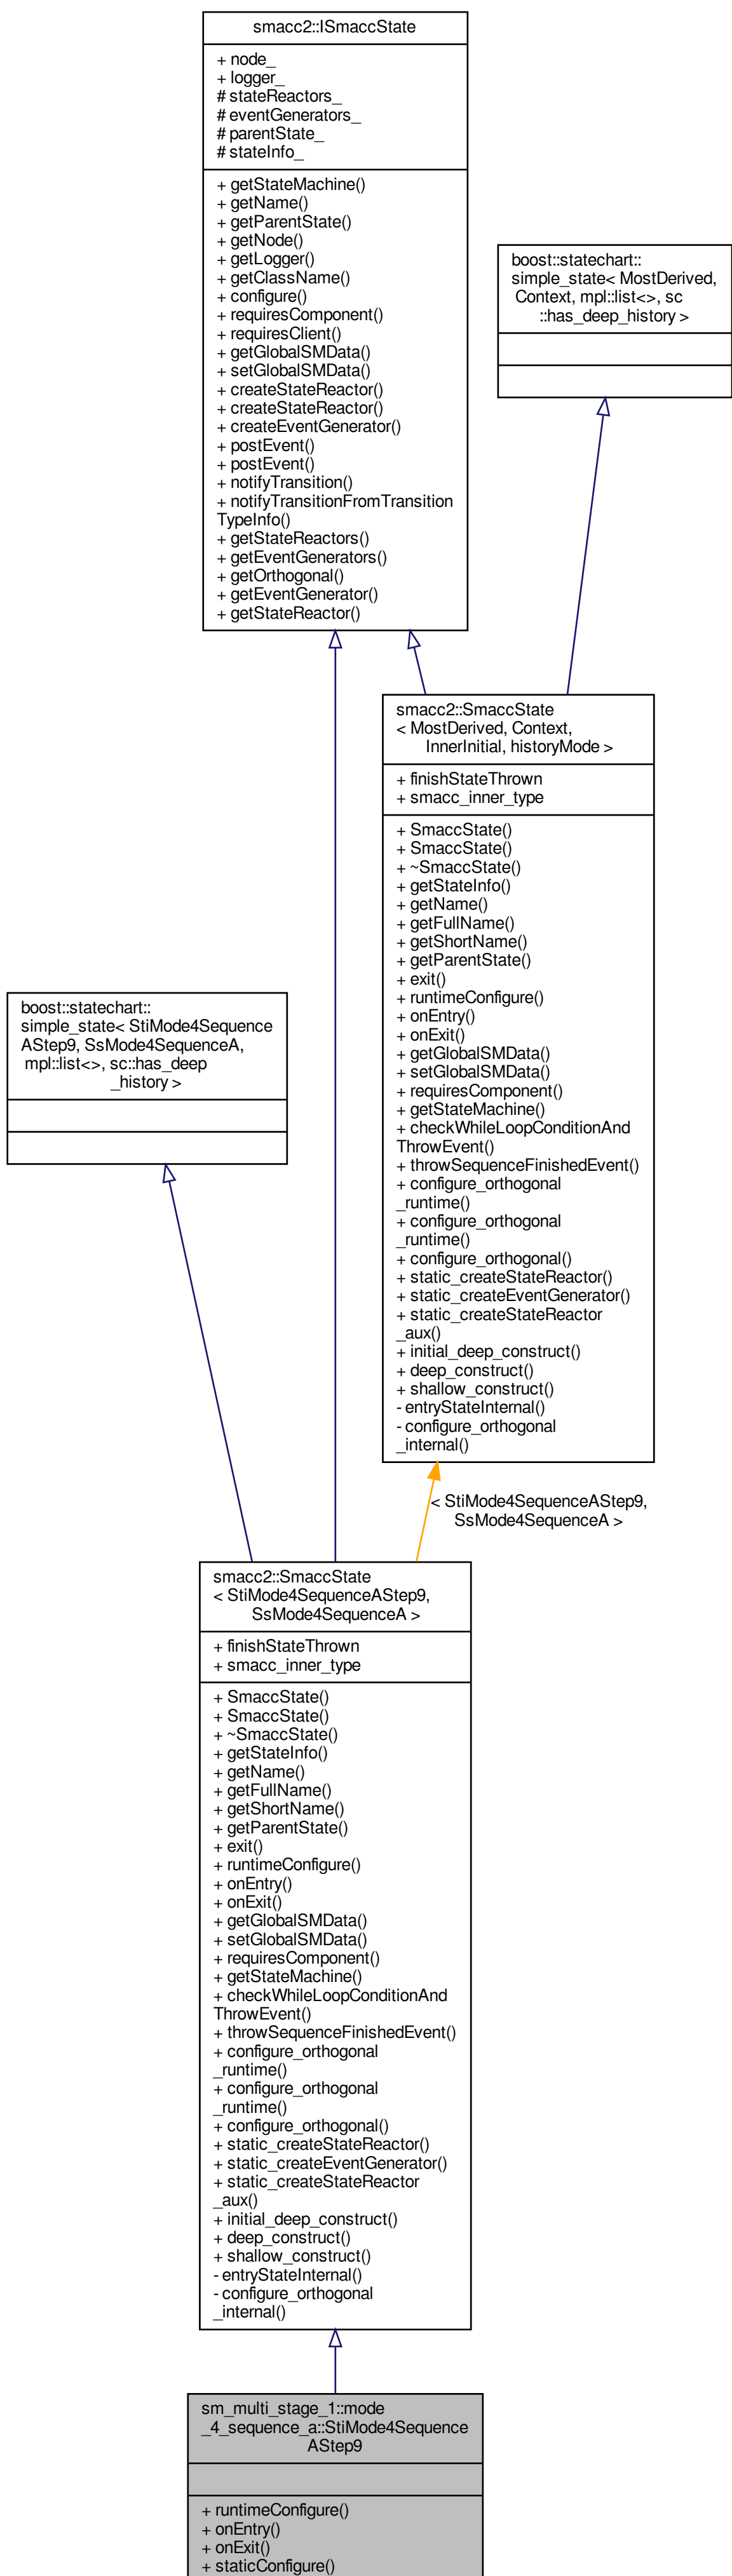 smacc2::ISmaccState
+ node_
+ logger_
# stateReactors_
# eventGenerators_
# parentState_
# stateInfo_
+ getStateMachine()
+ getName()
+ getParentState()
+ getNode()
+ getLogger()
+ getClassName()
+ configure()
+ requiresComponent()
+ requiresClient()
+ getGlobalSMData()
+ setGlobalSMData()
+ createStateReactor()
+ createStateReactor()
+ createEventGenerator()
+ postEvent()
+ postEvent()
+ notifyTransition()
+ notifyTransitionFromTransition
TypeInfo()
+ getStateReactors()
+ getEventGenerators()
+ getOrthogonal()
+ getEventGenerator()
+ getStateReactor()
boost::statechart::
simple_state< MostDerived,
Context, mpl::list<>, sc
::has_deep_history >
smacc2::SmaccState
< MostDerived, Context,
InnerInitial, historyMode >
+ finishStateThrown
+ smacc_inner_type
+ SmaccState()
+ SmaccState()
+ ~SmaccState()
+ getStateInfo()
+ getName()
+ getFullName()
+ getShortName()
+ getParentState()
+ exit()
+ runtimeConfigure()
+ onEntry()
+ onExit()
+ getGlobalSMData()
+ setGlobalSMData()
+ requiresComponent()
+ getStateMachine()
+ checkWhileLoopConditionAnd
ThrowEvent()
+ throwSequenceFinishedEvent()
+ configure_orthogonal
_runtime()
+ configure_orthogonal
_runtime()
+ configure_orthogonal()
+ static_createStateReactor()
+ static_createEventGenerator()
+ static_createStateReactor
_aux()
+ initial_deep_construct()
+ deep_construct()
+ shallow_construct()
- entryStateInternal()
- configure_orthogonal
_internal()
boost::statechart::
simple_state< StiMode4Sequence
AStep9, SsMode4SequenceA,
mpl::list<>, sc::has_deep
_history >
< StiMode4SequenceAStep9,
SsMode4SequenceA >
smacc2::SmaccState
< StiMode4SequenceAStep9,
SsMode4SequenceA >
+ finishStateThrown
+ smacc_inner_type
+ SmaccState()
+ SmaccState()
+ ~SmaccState()
+ getStateInfo()
+ getName()
+ getFullName()
+ getShortName()
+ getParentState()
+ exit()
+ runtimeConfigure()
+ onEntry()
+ onExit()
+ getGlobalSMData()
+ setGlobalSMData()
+ requiresComponent()
+ getStateMachine()
+ checkWhileLoopConditionAnd
ThrowEvent()
+ throwSequenceFinishedEvent()
+ configure_orthogonal
_runtime()
+ configure_orthogonal
_runtime()
+ configure_orthogonal()
+ static_createStateReactor()
+ static_createEventGenerator()
+ static_createStateReactor
_aux()
+ initial_deep_construct()
+ deep_construct()
+ shallow_construct()
- entryStateInternal()
- configure_orthogonal
_internal()
sm_multi_stage_1::mode
_4_sequence_a::StiMode4Sequence
AStep9
+ runtimeConfigure()
+ onEntry()
+ onExit()
+ staticConfigure()